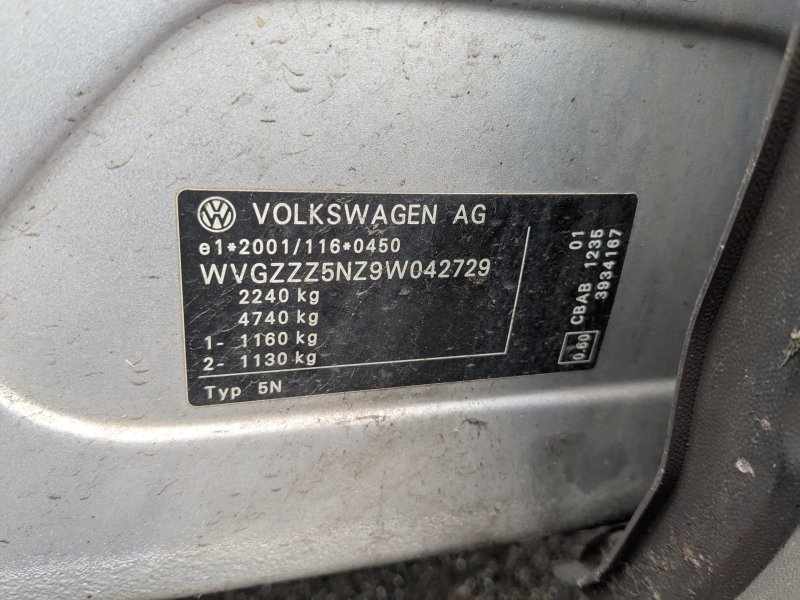 VOLKSWAGEN AG
e1*2001/116*0450
WVGZZZ5NZ9W042729
2240 kg
4740 kg
1- 1160 kg
2- 1130 kg
Typ 5N
01
CBAB 1235
0.60 3934167